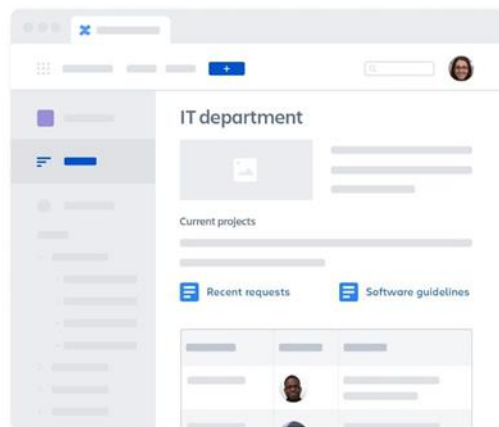 IT department
Current projects
Recent requests
Software guidelines